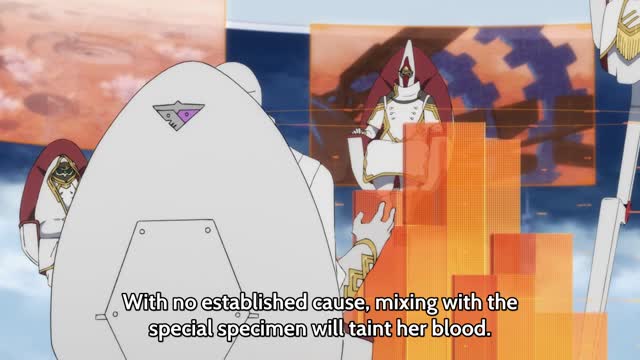 With no established cause, mixing with the
special specimen will taint her blood.